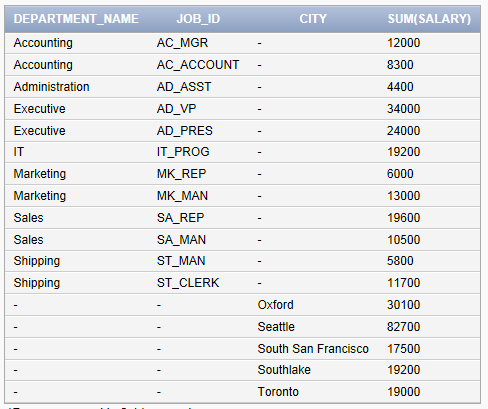 DEPARTMENT_NAME JOB_ID CITY SUM(SALARY)
Accounting AC_MGR - 12000
Accounting AC_ACCOUNT - 8300
Administration AD_ASST - 4400
Executive AD_VP - 34000
Executive AD_PRES - 24000
IT IT_PROG - 19200
Marketing MK_REP - 6000
Marketing MK_MAN - 13000
Sales SA_REP - 19600
Sales SA_MAN - 10500
Shipping ST_MAN - 5800
Shipping ST_CLERK - 11700
- - Oxford 30100
- - Seattle 82700
- - South San Francisco 17500
- - Southlake 19200
- - Toronto 19000